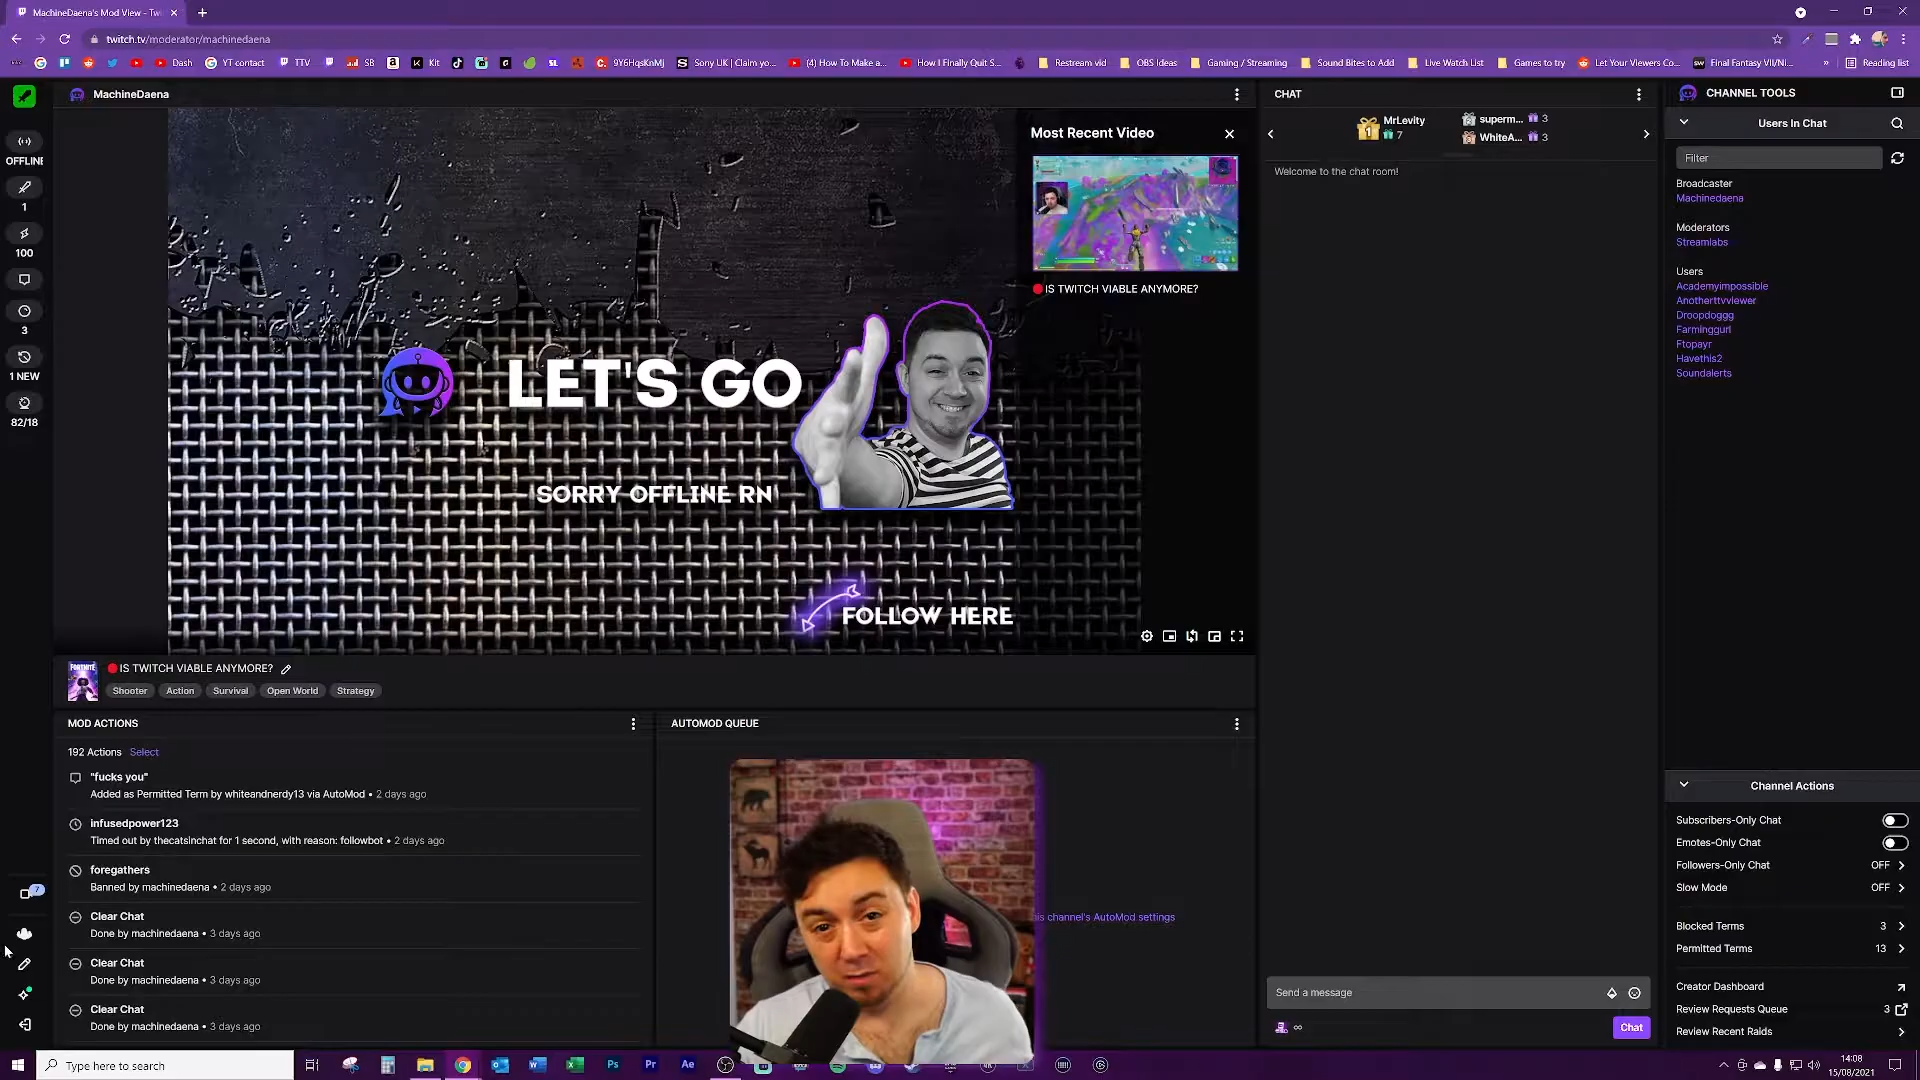 MachineDaena's Mod View - Twi
twitch.tv/moderator/machinedaena
Dash
YT contact
TTV
SB
Kit
SL
9Y6HqsKnMj
Sony UK | Claim yo...
(4) How To Make a...
How I Finally Quit S...
Restream vid
OBS Ideas
Gaming / Streaming
Sound Bites to Add
Live Watch List
Games to try
Let Your Viewers Co...
Final Fantasy VII/NI...
»
Reading list
MachineDaena
CHAT
CHANNEL TOOLS
OFFLINE
1
100
3
1 NEW
82/18
Most Recent Video
IS TWITCH VIABLE ANYMORE?
LET'S GO
SORRY OFFLINE RN
FOLLOW HERE
FORTNITE
IS TWITCH VIABLE ANYMORE?
Shooter
Action
Survival
Open World
Strategy
MOD ACTIONS
192 Actions Select
"fucks you"
Added as Permitted Term by whiteandnerdy13 via AutoMod • 2 days ago
infusedpower123
Timed out by thecatsinchat for 1 second, with reason: followbot • 2 days ago
foregathers
Banned by machinedaena • 2 days ago
Clear Chat
Done by machinedaena • 3 days ago
Clear Chat
Done by machinedaena • 3 days ago
Clear Chat
Done by machinedaena • 3 days ago
7
AUTOMOD QUEUE
channel's AutoMod settings
1
MrLevity
7
superm... 3
WhiteA... 3
Welcome to the chat room!
Send a message
∞
Chat
Users In Chat
Filter
Broadcaster
Machinedaena
Moderators
Streamlabs
Users
Academyimpossible
Anotherttvviewer
Droopdoggg
Farminggurl
Ftopayr
Havethis2
Soundalerts
Channel Actions
Subscribers-Only Chat
Emotes-Only Chat
Followers-Only Chat OFF
Slow Mode OFF
Blocked Terms 3
Permitted Terms 13
Creator Dashboard
Review Requests Queue 3
Review Recent Raids
Type here to search
Ps
Pr
Ae
14:08
15/08/2021